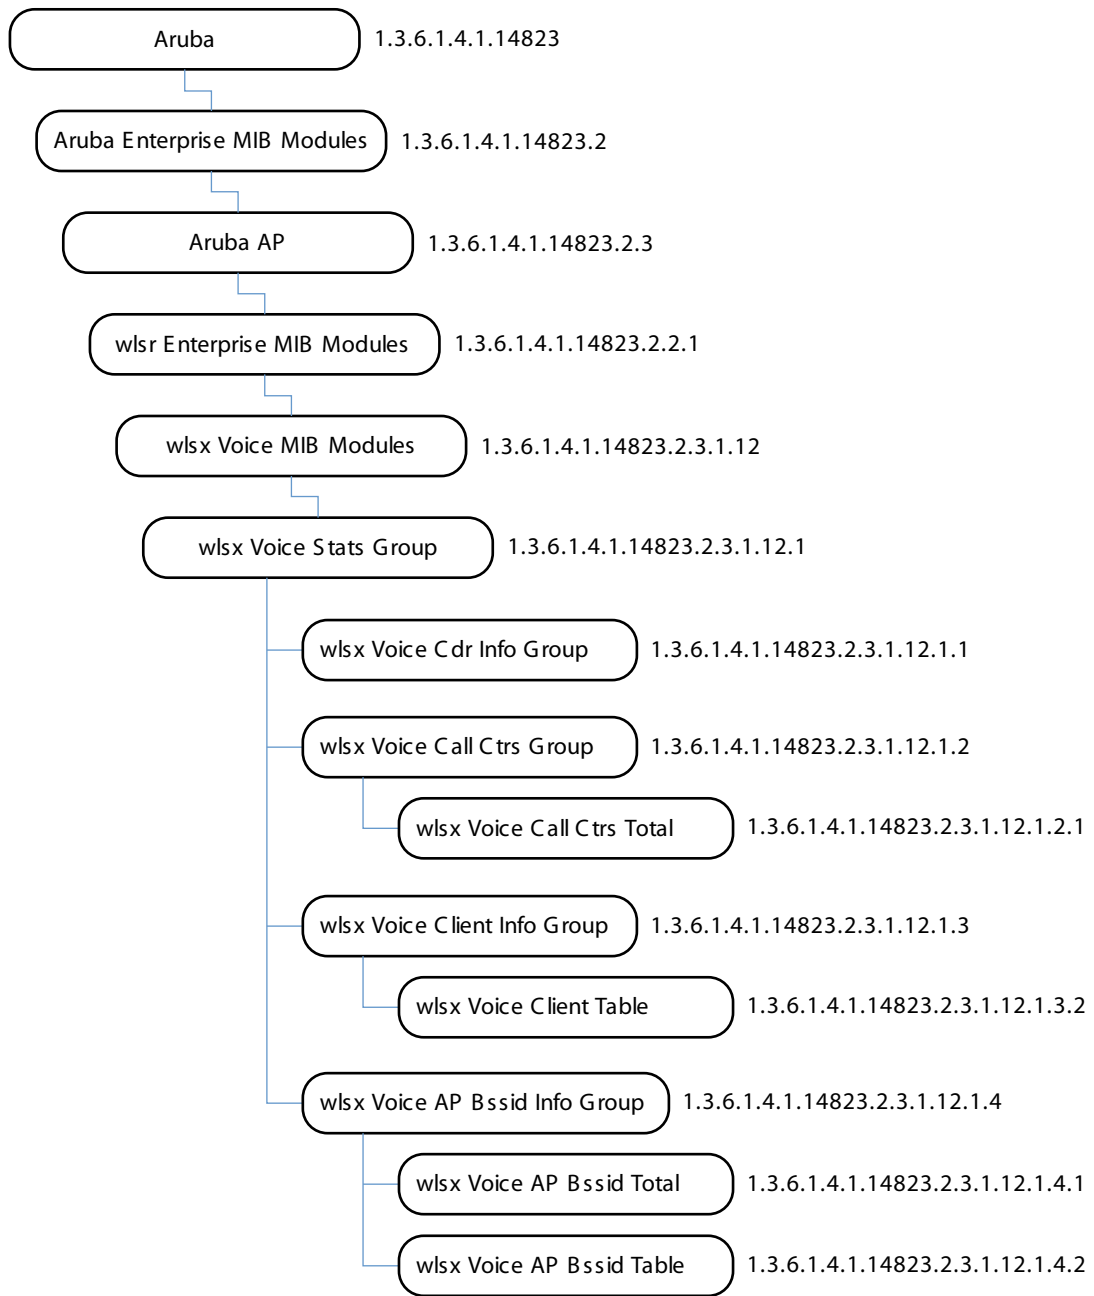 Aruba 1.3.6.1.4.1.14823
Aruba Enterprise MIB Modules 1.3.6.1.4.1.14823.2
Aruba AP 1.3.6.1.4.1.14823.2.3
wlsr Enterprise MIB Modules 1.3.6.1.4.1.14823.2.2.1
wlsx Voice MIB Modules 1.3.6.1.4.1.14823.2.3.1.12
wlsx Voice Stats Group 1.3.6.1.4.1.14823.2.3.1.12.1
wlsx Voice Cdr Info Group 1.3.6.1.4.1.14823.2.3.1.12.1.1
wlsx Voice Call Ctrs Group 1.3.6.1.4.1.14823.2.3.1.12.1.2
wlsx Voice Call Ctrs Total 1.3.6.1.4.1.14823.2.3.1.12.1.2.1
wlsx Voice Client Info Group 1.3.6.1.4.1.14823.2.3.1.12.1.3
wlsx Voice Client Table 1.3.6.1.4.1.14823.2.3.1.12.1.3.2
wlsx Voice AP Bssid Info Group 1.3.6.1.4.1.14823.2.3.1.12.1.4
wlsx Voice AP Bssid Total 1.3.6.1.4.1.14823.2.3.1.12.1.4.1
wlsx Voice AP Bssid Table 1.3.6.1.4.1.14823.2.3.1.12.1.4.2